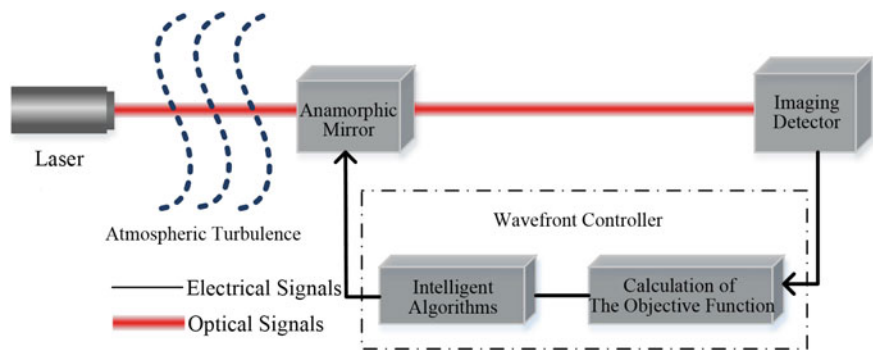 Laser
Atmospheric Turbulence
Anamorphic
Mirror
Imaging
Detector
Wavefront Controller
Intelligent
Algorithms
Calculation of
The Objective Function
Electrical Signals
Optical Signals